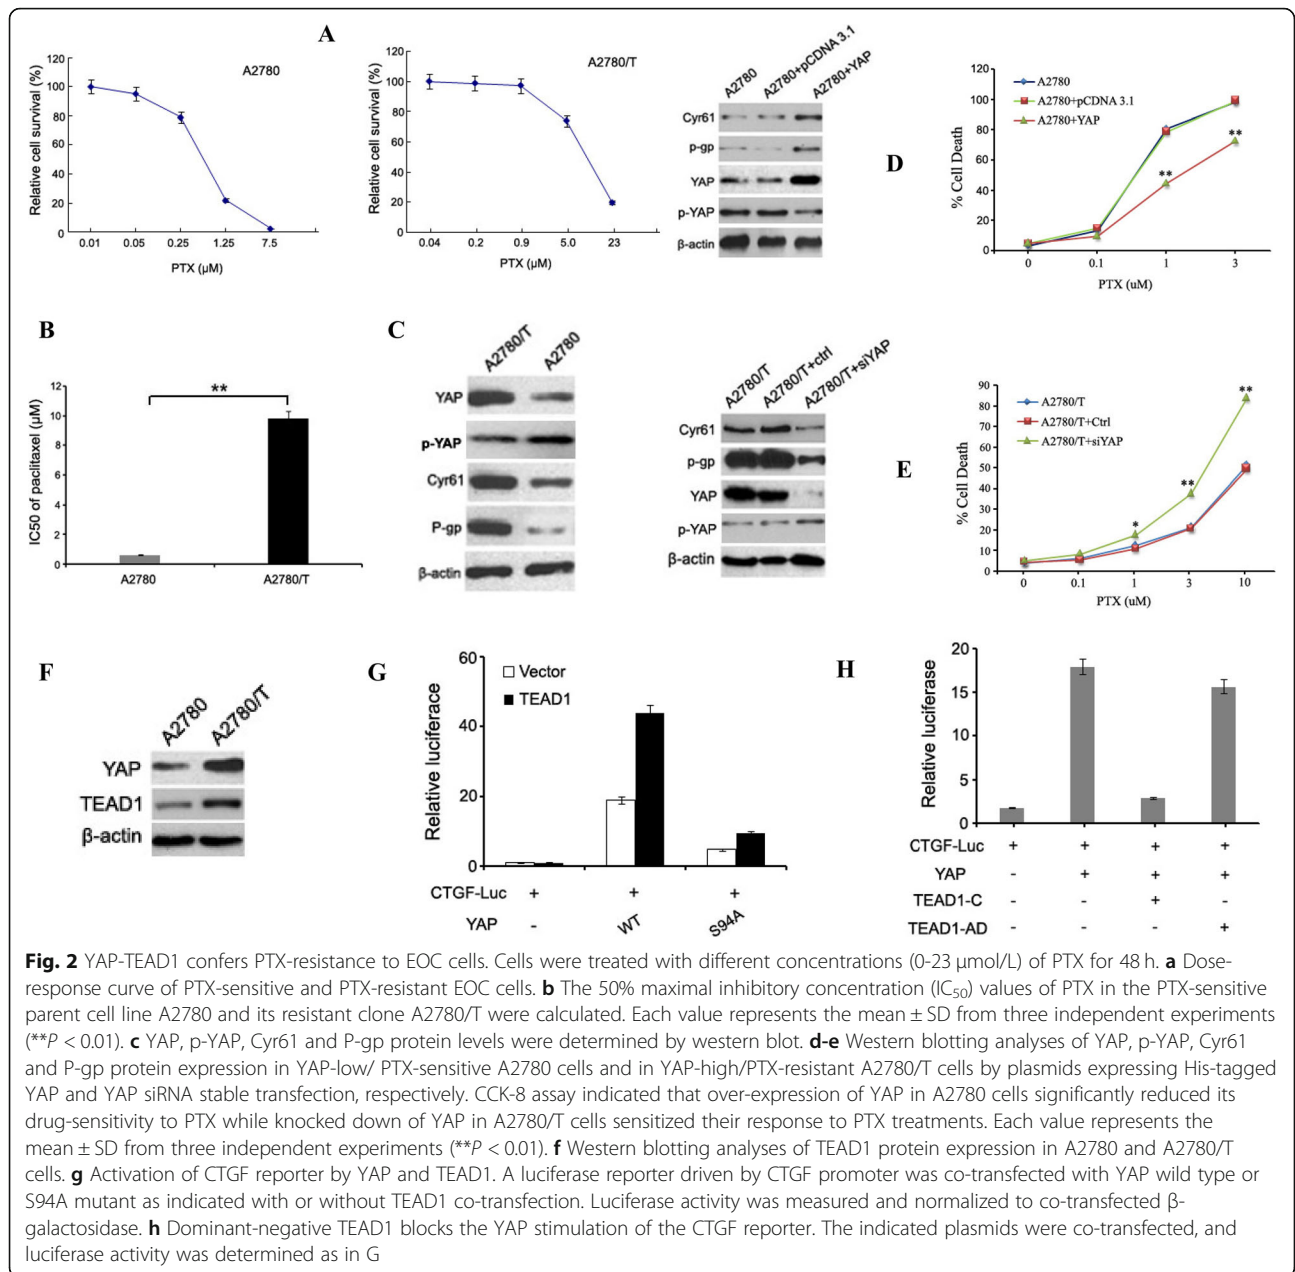 A
120
100
80
60
40
20
0
Relative cell survival (%)
A2780
0.01 0.05 0.25 1.25 7.5
PTX (µM)
120
100
80
60
40
20
0
Relative cell survival (%)
A2780/T
0.04 0.2 0.9 5.0 23
PTX (µM)
A2780 A2780+pCDNA 3.1 A2780+YAP
Cyr61
p-gp
YAP
p-YAP
β-actin
D
120
100
80
60
40
20
0
% Cell Death
A2780
A2780+pCDNA 3.1
A2780+YAP
**
**
0 0.1 1 3
PTX (uM)
B
12
10
8
6
4
2
0
IC50 of paclitaxel (µM)
**
A2780 A2780/T
C
A2780/T A2780
YAP
p-YAP
Cyr61
P-gp
β-actin
A2780/T A2780/T+ctrl A2780/T+siYAP
Cyr61
p-gp
YAP
p-YAP
β-actin
E
90
80
70
60
50
40
30
20
10
0
% Cell Death
A2780/T
A2780/T+Ctrl
A2780/T+siYAP
*
**
**
0 0.1 1 3 10
PTX (uM)
F
A2780 A2780/T
YAP
TEAD1
β-actin
G
60
40
20
0
Relative luciferace
Vector
TEAD1
CTGF-Luc + + +
YAP - WT S94A
H
20
15
10
5
0
Relative luciferase
CTGF-Luc + + + +
YAP - + + +
TEAD1-C - - + -
TEAD1-AD - - - +
Fig. 2 YAP-TEAD1 confers PTX-resistance to EOC cells. Cells were treated with different concentrations (0-23 µmol/L) of PTX for 48 h. a Dose-
response curve of PTX-sensitive and PTX-resistant EOC cells. b The 50% maximal inhibitory concentration (IC50) values of PTX in the PTX-sensitive
parent cell line A2780 and its resistant clone A2780/T were calculated. Each value represents the mean ± SD from three independent experiments
(**P < 0.01). c YAP, p-YAP, Cyr61 and P-gp protein levels were determined by western blot. d-e Western blotting analyses of YAP, p-YAP, Cyr61
and P-gp protein expression in YAP-low/ PTX-sensitive A2780 cells and in YAP-high/PTX-resistant A2780/T cells by plasmids expressing His-tagged
YAP and YAP siRNA stable transfection, respectively. CCK-8 assay indicated that over-expression of YAP in A2780 cells significantly reduced its
drug-sensitivity to PTX while knocked down of YAP in A2780/T cells sensitized their response to PTX treatments. Each value represents the
mean ± SD from three independent experiments (**P < 0.01). f Western blotting analyses of TEAD1 protein expression in A2780 and A2780/T
cells. g Activation of CTGF reporter by YAP and TEAD1. A luciferase reporter driven by CTGF promoter was co-transfected with YAP wild type or
S94A mutant as indicated with or without TEAD1 co-transfection. Luciferase activity was measured and normalized to co-transfected β-
galactosidase. h Dominant-negative TEAD1 blocks the YAP stimulation of the CTGF reporter. The indicated plasmids were co-transfected, and
luciferase activity was determined as in G